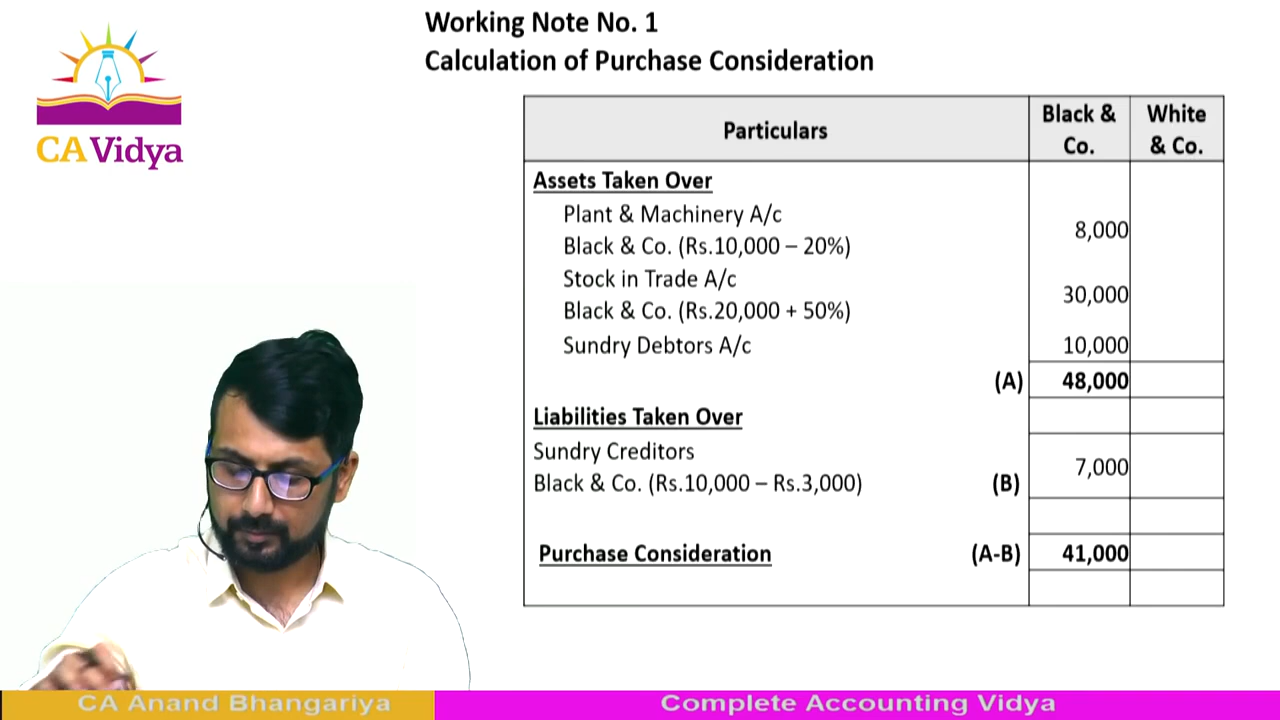 Working Note No. 1
Calculation of Purchase Consideration
CA Vidya
Particulars
Black & Co.
White & Co.
Assets Taken Over
Plant & Machinery A/c
Black & Co. (Rs.10,000 – 20%) 8,000
Stock in Trade A/c
Black & Co. (Rs.20,000 + 50%) 30,000
Sundry Debtors A/c 10,000
(A) 48,000
Liabilities Taken Over
Sundry Creditors
Black & Co. (Rs.10,000 – Rs.3,000) (B) 7,000
Purchase Consideration (A-B) 41,000
CA Anand Bhangariya
Complete Accounting Vidya